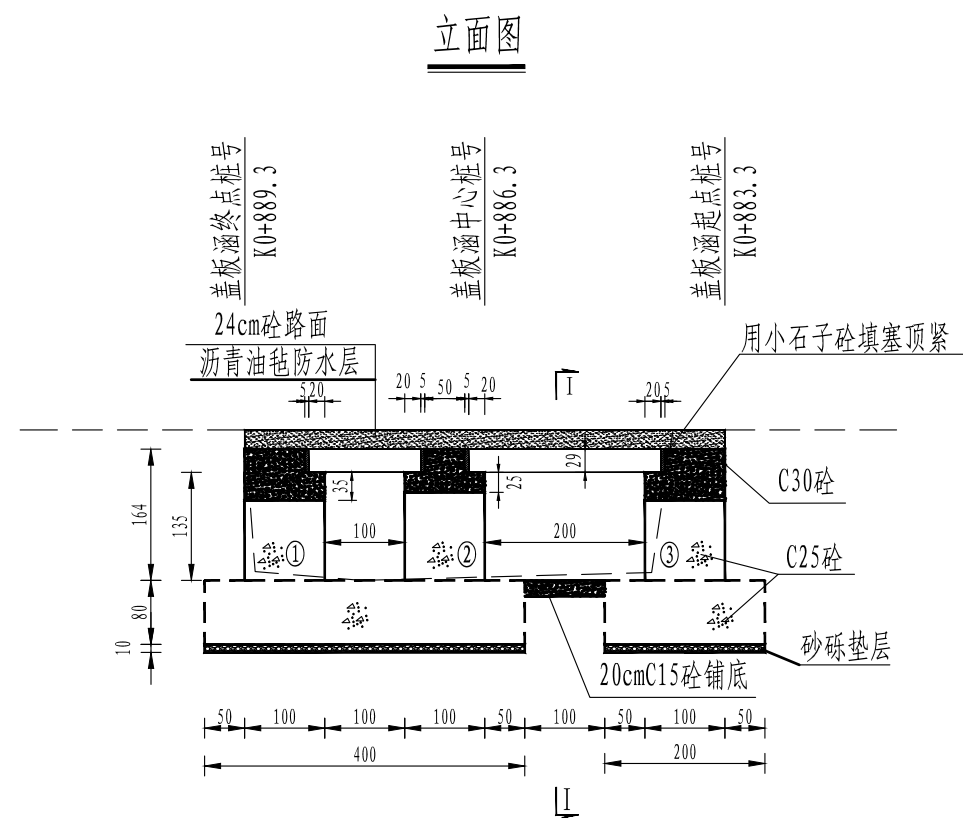 立面图
盖板涵终点桩号
K0+889.3
盖板涵中心桩号
K0+886.3
盖板涵起点桩号
K0+883.3
24cm砼路面
沥青油毡防水层
用小石子砼填塞顶紧
I
5 20
20 5 50 5 20
20 5
29
35
25
C30砼
164
135
100
200
① ② ③
C25砼
80
10
砂砾垫层
20cmC15砼铺底
50 100 100 100 50 100 50 100 50
400
200
I